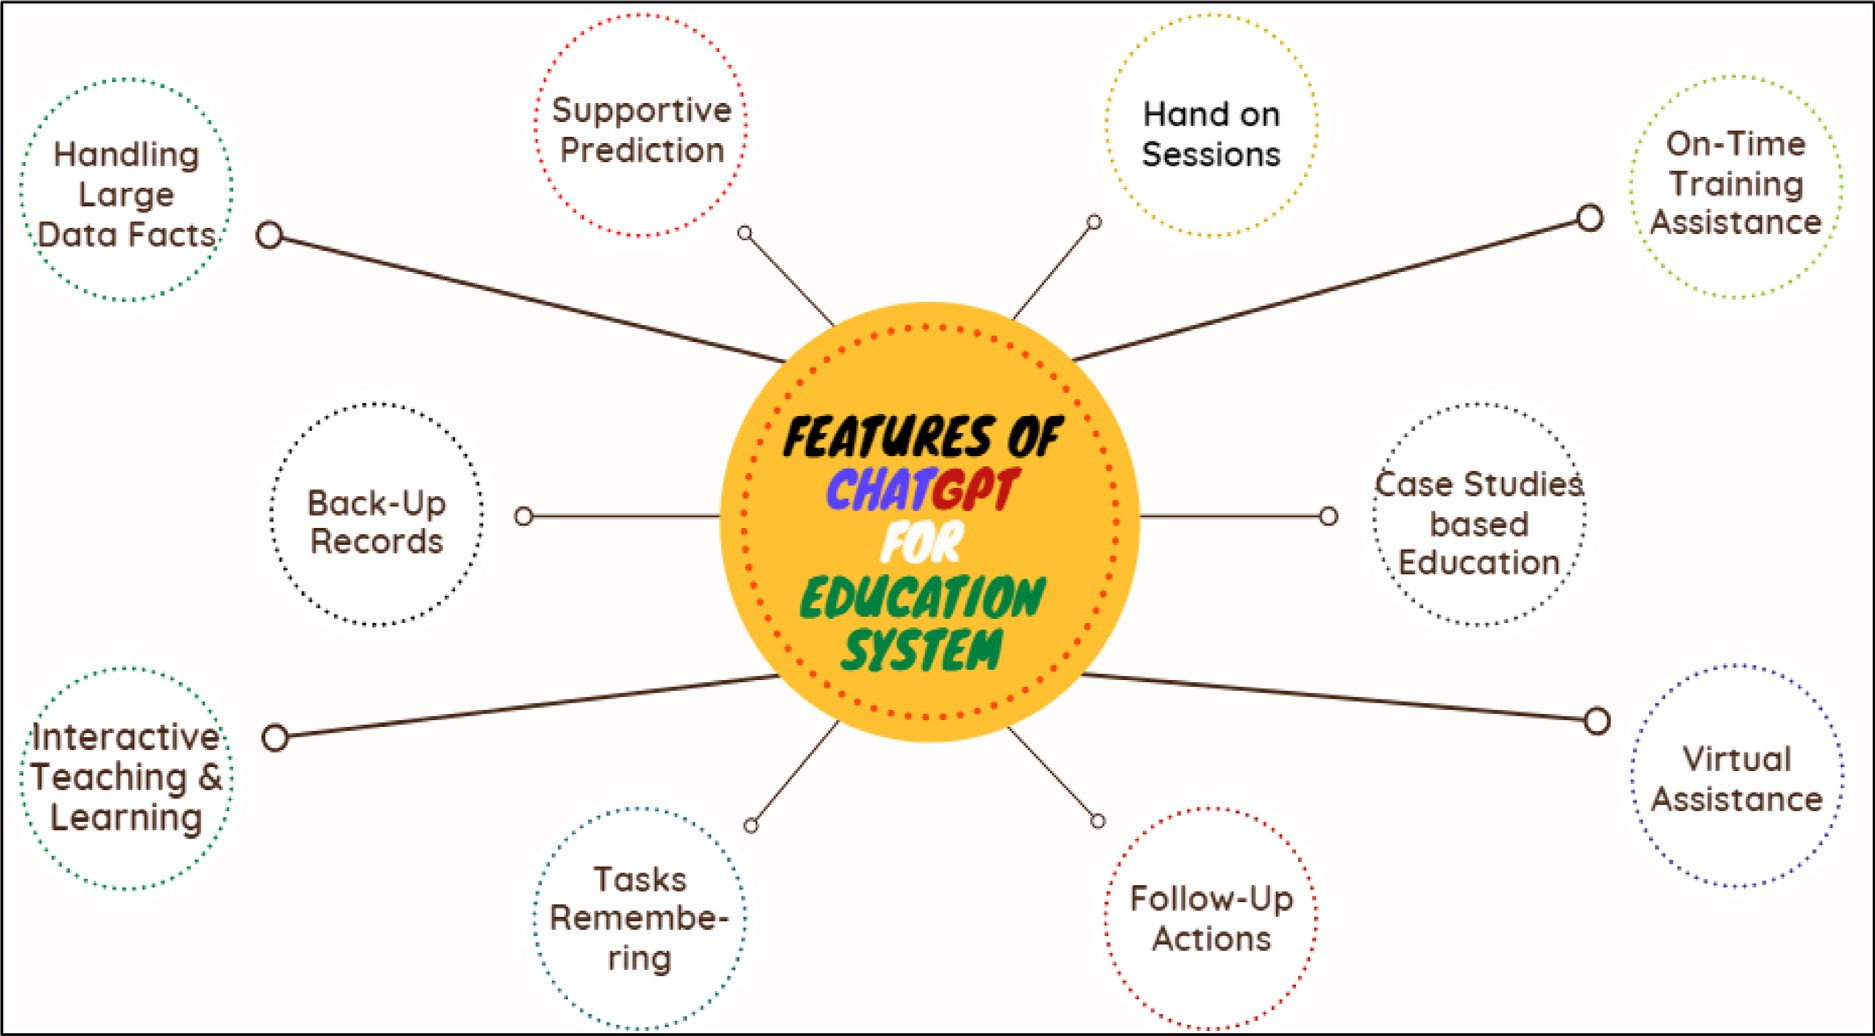 Supportive
Prediction
Hand on
Sessions
Handling
Large
Data Facts
On-Time
Training
Assistance
FEATURES OF
CHATGPT
FOR
EDUCATION
SYSTEM
Back-Up
Records
Case Studies
based
Education
Interactive
Teaching &
Learning
Virtual
Assistance
Tasks
Remembe-
ring
Follow-Up
Actions